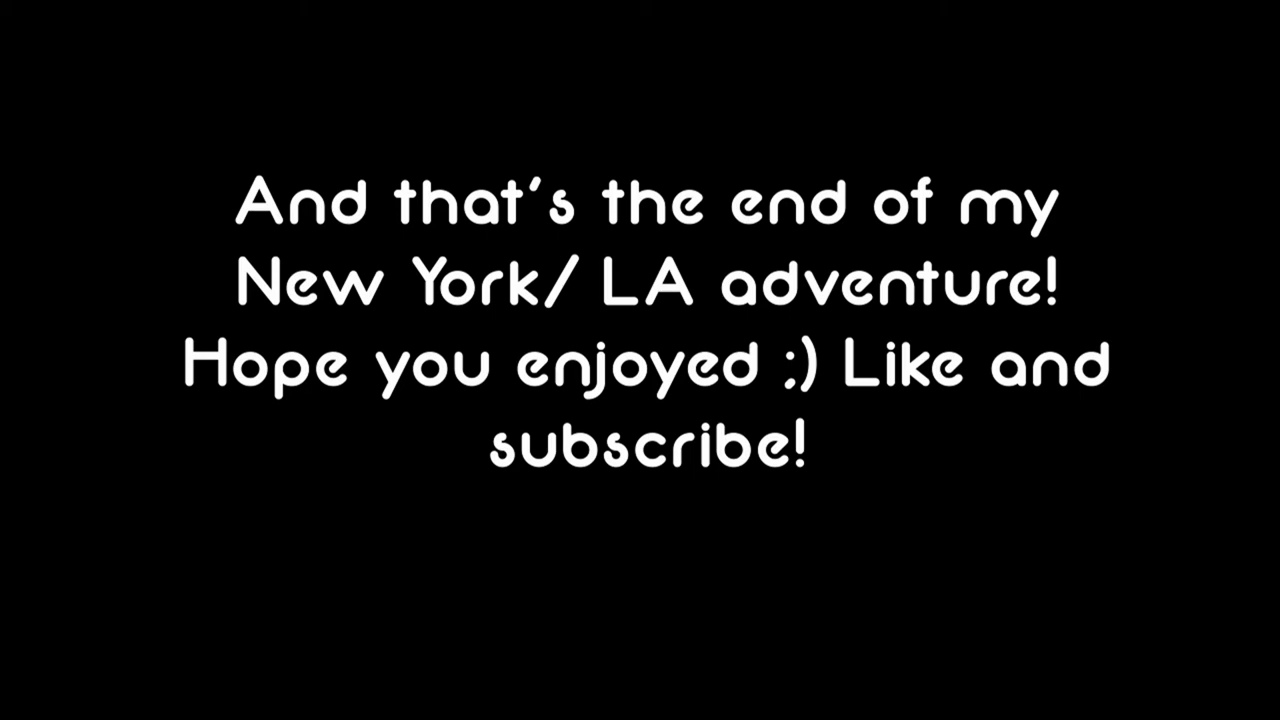 And that's the end of my
New York/ LA adventure!
Hope you enjoyed ;) Like and
subscribe!